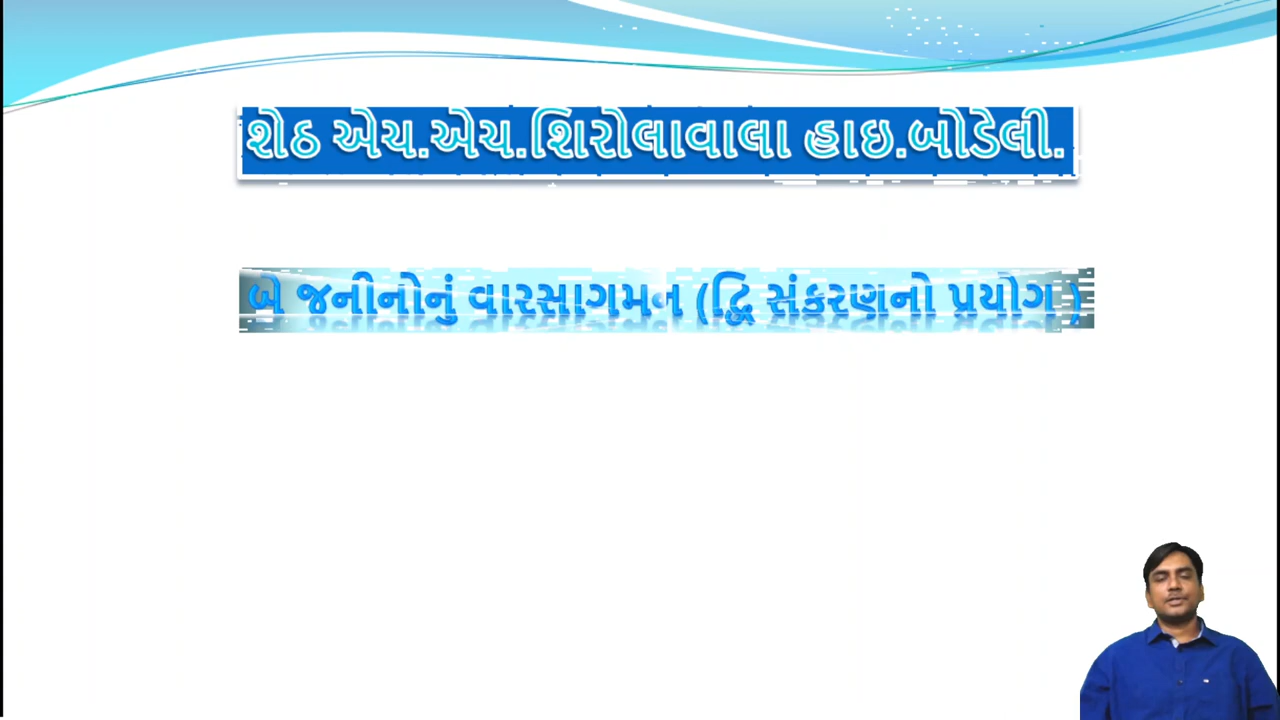 શેઠ એચ.એચ.શિરોલાવાલા હાઇ.બોડેલી.
બે જનીનોનું વારસાગમન (દ્વિ સંકરણનો પ્રયોગ )